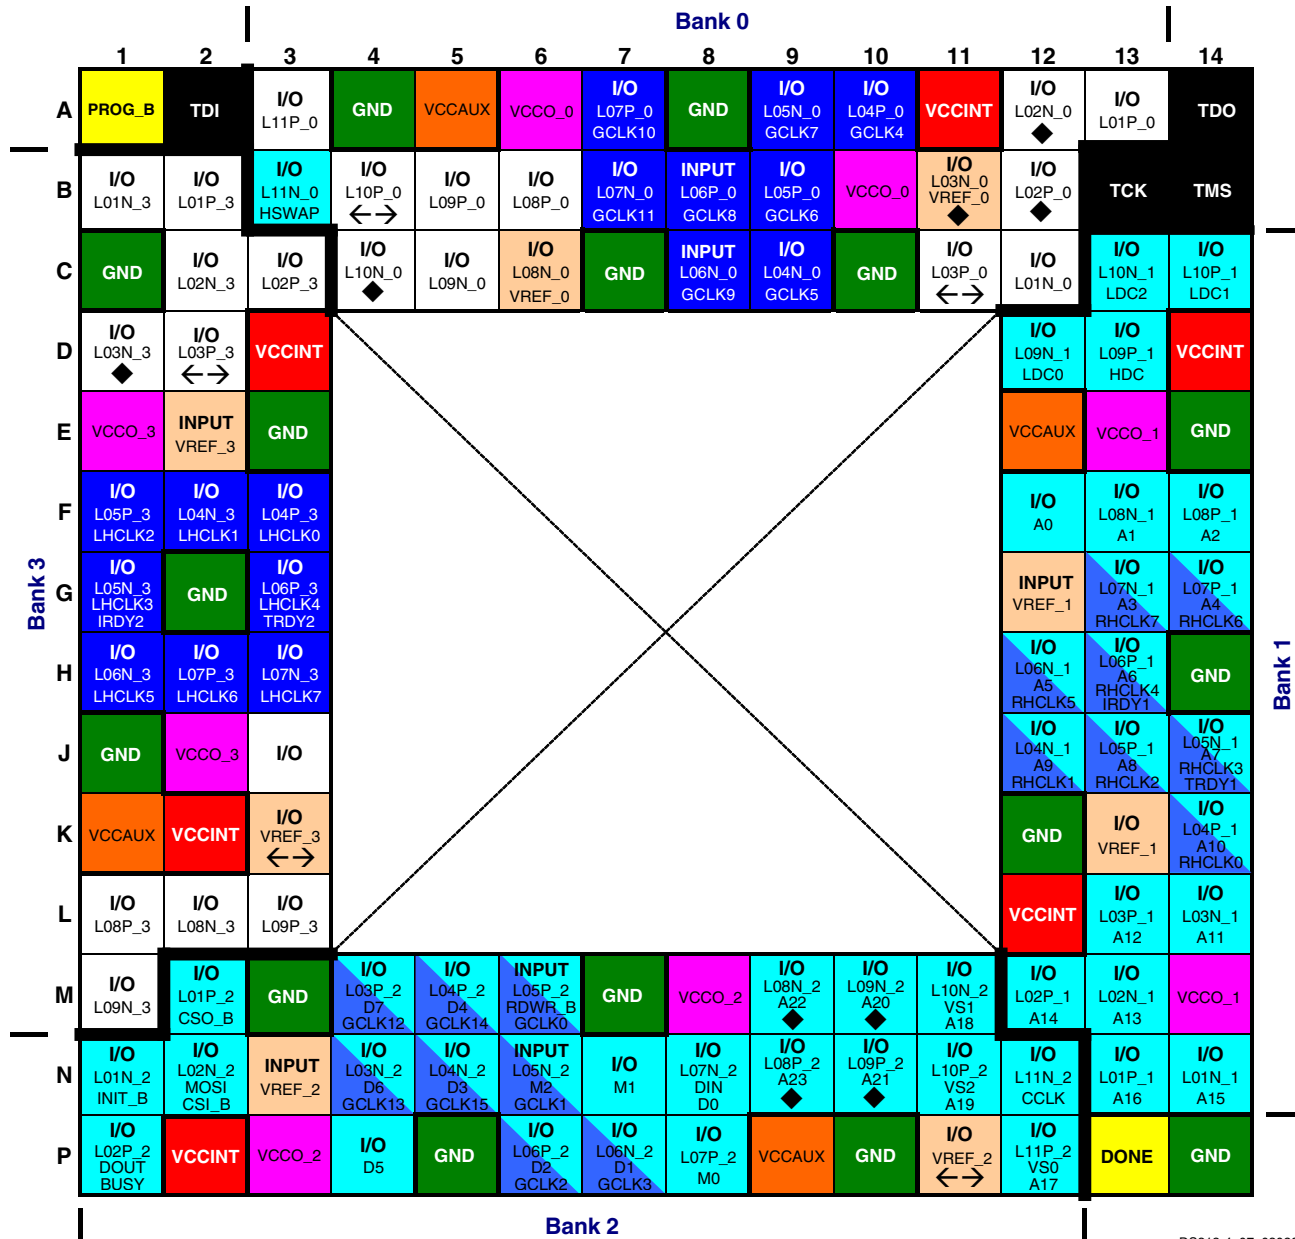 Bank 0
1 2 3 4 5 6 7 8 9 10 11 12 13 14
A
PROG_B
TDI
I/O
L11P_0
GND
VCCAUX
VCCO_0
I/O
L07P_0
GCLK10
GND
I/O
L05N_0
GCLK7
I/O
L04P_0
GCLK4
VCCINT
I/O
L02N_0
◆
I/O
L01P_0
TDO
B
I/O
L01N_3
I/O
L01P_3
I/O
L11N_0
HSWAP
I/O
L10P_0
←→
I/O
L09P_0
I/O
L08P_0
I/O
L07N_0
GCLK11
INPUT
L06P_0
GCLK8
I/O
L05P_0
GCLK6
VCCO_0
I/O
L03N_0
VREF_0
◆
I/O
L02P_0
◆
TCK
TMS
C
GND
I/O
L02N_3
I/O
L02P_3
I/O
L10N_0
◆
I/O
L09N_0
I/O
L08N_0
VREF_0
GND
INPUT
L06N_0
GCLK9
I/O
L04N_0
GCLK5
GND
I/O
L03P_0
←→
I/O
L01N_0
I/O
L10N_1
LDC2
I/O
L10P_1
LDC1
D
I/O
L03N_3
◆
I/O
L03P_3
←→
VCCINT
I/O
L09N_1
LDC0
I/O
L09P_1
HDC
VCCINT
E
VCCO_3
INPUT
VREF_3
GND
VCCAUX
VCCO_1
GND
F
I/O
L05P_3
LHCLK2
I/O
L04N_3
LHCLK1
I/O
L04P_3
LHCLK0
I/O
A0
I/O
L08N_1
A1
I/O
L08P_1
A2
Bank 3
G
I/O
L05N_3
LHCLK3
IRDY2
GND
I/O
L06P_3
LHCLK4
TRDY2
INPUT
VREF_1
I/O
L07N_1
A3
RHCLK7
I/O
L07P_1
A4
RHCLK6
H
I/O
L06N_3
LHCLK5
I/O
L07P_3
LHCLK6
I/O
L07N_3
LHCLK7
I/O
L06N_1
A5
RHCLK5
I/O
L06P_1
A6
RHCLK4
IRDY1
GND
Bank 1
J
GND
VCCO_3
I/O
I/O
L04N_1
A9
RHCLK1
I/O
L05P_1
A8
RHCLK2
I/O
L05N_1
A7
RHCLK3
TRDY1
K
VCCAUX
VCCINT
I/O
VREF_3
←→
GND
I/O
VREF_1
I/O
L04P_1
A10
RHCLK0
L
I/O
L08P_3
I/O
L08N_3
I/O
L09P_3
VCCINT
I/O
L03P_1
A12
I/O
L03N_1
A11
M
I/O
L09N_3
I/O
L01P_2
CSO_B
GND
I/O
L03P_2
D7
GCLK12
I/O
L04P_2
D4
GCLK14
INPUT
L05P_2
RDWR_B
GCLK0
GND
VCCO_2
I/O
L08N_2
A22
◆
I/O
L09N_2
A20
◆
I/O
L10N_2
VS1
A18
I/O
L02P_1
A14
I/O
L02N_1
A13
VCCO_1
N
I/O
L01N_2
INIT_B
I/O
L02N_2
MOSI
CSI_B
INPUT
VREF_2
I/O
L03N_2
D6
GCLK13
I/O
L04N_2
D3
GCLK15
INPUT
L05N_2
M2
GCLK1
I/O
M1
I/O
L07N_2
DIN
D0
I/O
L08P_2
A23
◆
I/O
L09P_2
A21
◆
I/O
L10P_2
VS2
A19
I/O
L11N_2
CCLK
I/O
L01P_1
A16
I/O
L01N_1
A15
P
I/O
L02P_2
DOUT
BUSY
VCCINT
VCCO_2
I/O
D5
GND
I/O
L06P_2
D2
GCLK2
I/O
L06N_2
D1
GCLK3
I/O
L07P_2
M0
VCCAUX
GND
I/O
VREF_2
←→
I/O
L11P_2
VS0
A17
DONE
GND
Bank 2